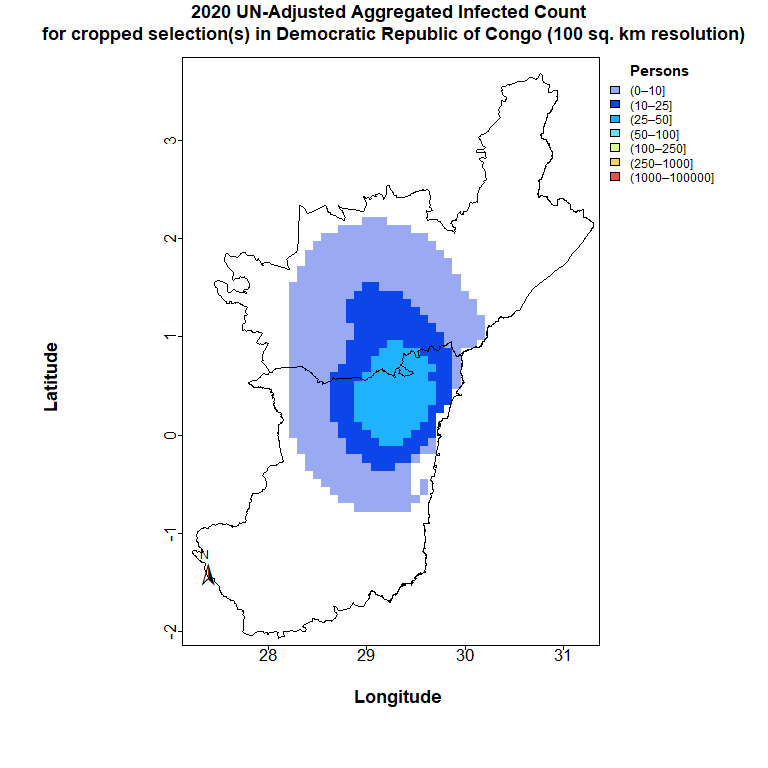 2020 UN-Adjusted Aggregated Infected Count
for cropped selection(s) in Democratic Republic of Congo (100 sq. km resolution)
Persons
(0–10]
(10–25]
(25–50]
(50–100]
(100–250]
(250–1000]
(1000–100000]
3
2
1
0
-1
-2
Latitude
N
28 29 30 31
Longitude